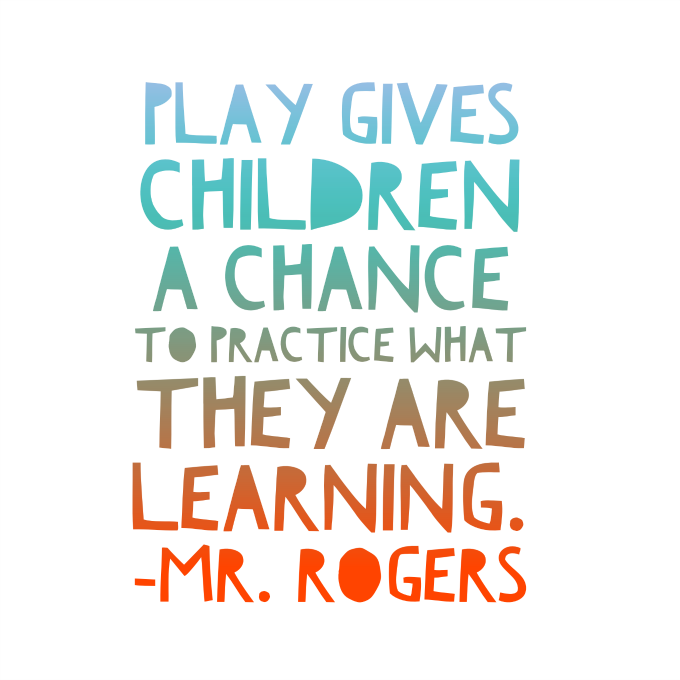 PLAY GIVES
CHILDREN
A CHANCE
TO PRACTICE WHAT
THEY ARE
LEARNING.
-MR. ROGERS